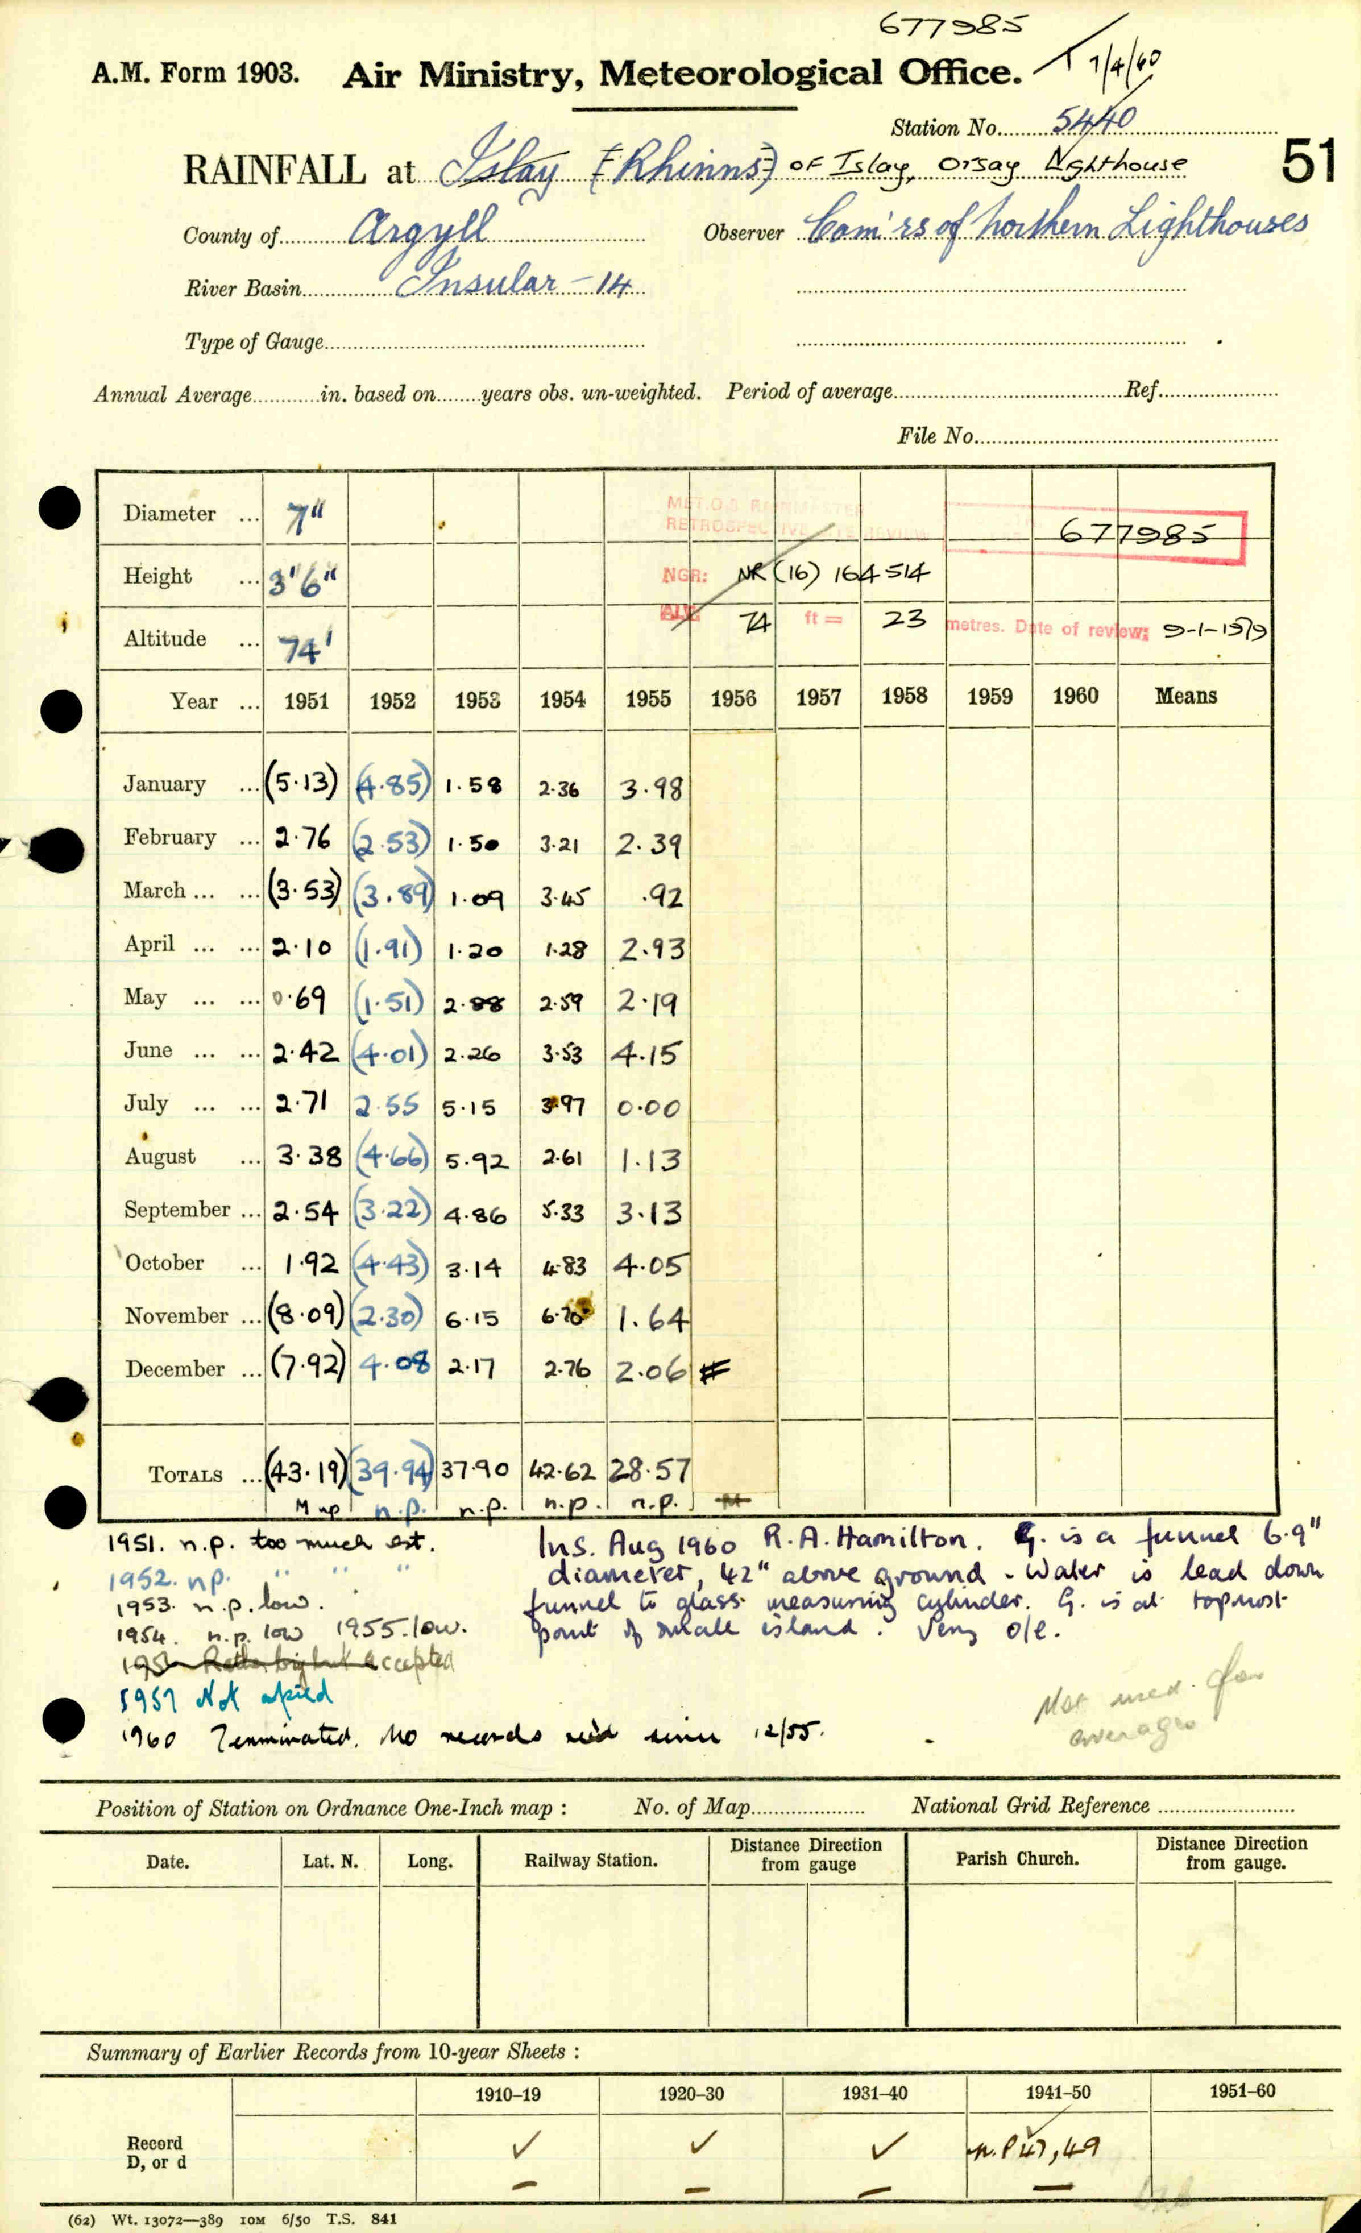 677985
A.M. Form 1903. Air Ministry, Meteorological Office. T 7/4/60
Station No. 5440
RAINFALL at Islay (Rhinns) OF Islay, Orsay Lighthouse 51
County of Argyll Observer Com'rs of Northern Lighthouses
River Basin Insular - 14
Type of Gauge
Annual Average in. based on years obs. un-weighted. Period of average Ref.
File No.
Diameter ... 7" MET.O.8 RAINMASTER RETROSPECTIVE SITE REVIEW 677985
Height ... 3'6" NGR: NR (16) 164 514
Altitude ... 74' ALT 74 ft = 23 metres. Date of review: 9-1-1979
Year ... 1951 1952 1953 1954 1955 1956 1957 1958 1959 1960 Means
January ... (5.13) (4.85) 1.58 2.36 3.98
February ... 2.76 (2.53) 1.50 3.21 2.39
March ... ... (3.53) (3.89) 1.09 3.45 .92
April ... ... 2.10 (1.91) 1.20 1.28 2.93
May ... ... 0.69 (1.51) 2.88 2.59 2.19
June ... ... 2.42 (4.01) 2.26 3.53 4.15
July ... ... 2.71 2.55 5.15 3.97 0.00
August ... 3.38 (4.66) 5.92 2.61 1.13
September ... 2.54 (3.22) 4.86 5.33 3.13
October ... 1.92 (4.43) 3.14 4.83 4.05
November ... (8.09) (2.30) 6.15 6.70 1.64
December ... (7.92) 4.08 2.17 2.76 2.06 #
TOTALS ... (43.19) (39.94) 37.90 42.62 28.57
M np n.p. n.p. n.p. n.p. M
1951. n.p. too much est.
1952. n.p. " " "
1953. n.p. low.
1954. n.p. low 1955. low.
accepted
1957 Not
1960 Terminated. No records rec'd since 12/55.
Ins. Aug 1960 R.A. Hamilton. G. is a funnel 6.9"
diameter, 42" above ground - Water is lead down
funnel to glass measuring cylinder. G. is at topmost
point of small island. Very o/e.
Not used for
averages
Position of Station on Ordnance One-Inch map : No. of Map National Grid Reference
Date. Lat. N. Long. Railway Station. Distance Direction from gauge Parish Church. Distance Direction from gauge.
Summary of Earlier Records from 10-year Sheets :
1910–19 1920–30 1931–40 1941–50 1951–60
Record ✓ ✓ ✓ ✓ n.p 47, 49
D, or d – – – –
(62) Wt. 13072—389 10M 6/50 T.S. 841